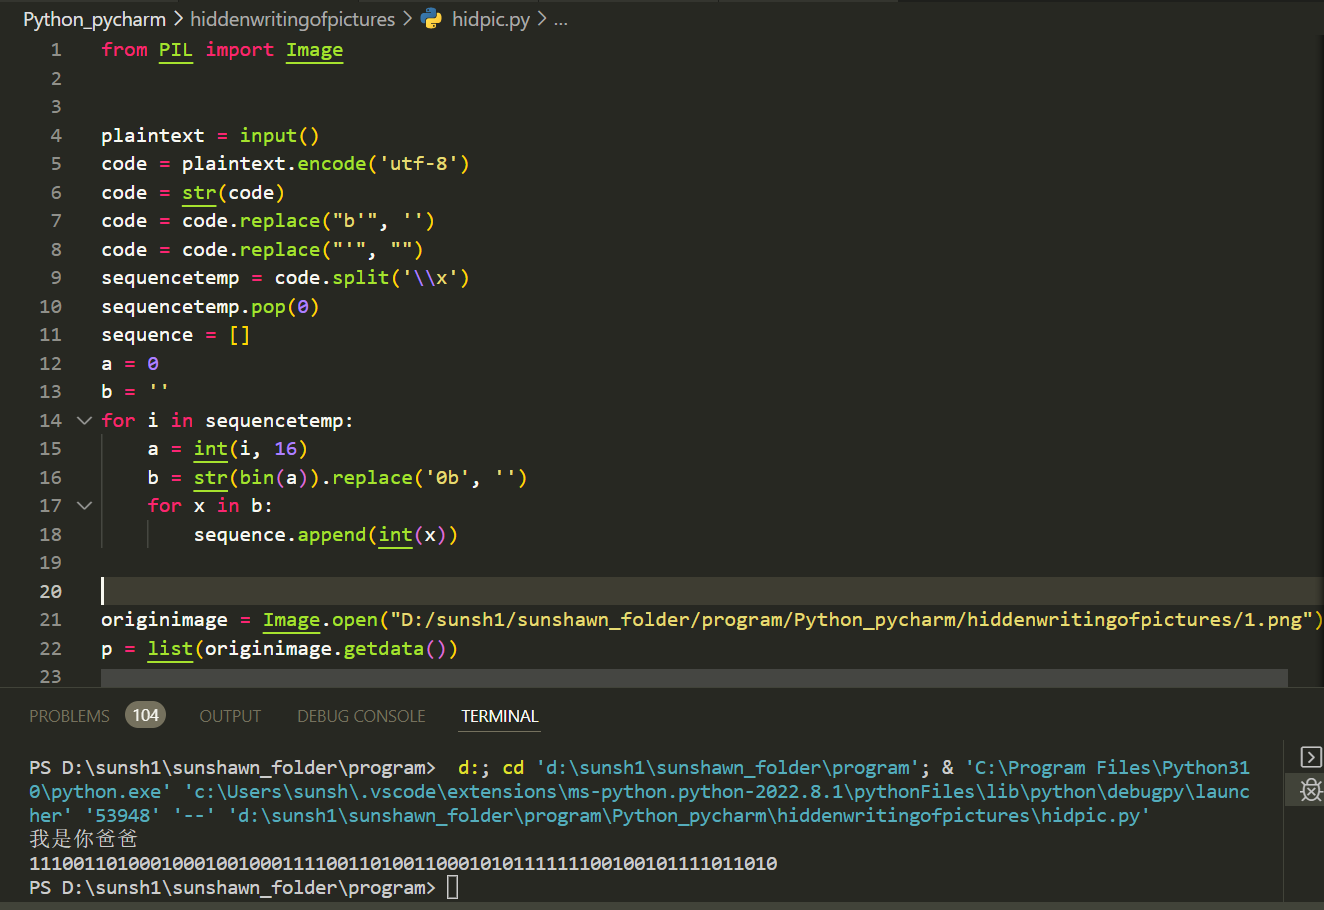 Python_pycharm > hiddenwritingofpictures > hidpic.py > ...
1 from PIL import Image
2
3
4 plaintext = input()
5 code = plaintext.encode('utf-8')
6 code = str(code)
7 code = code.replace("b'", '')
8 code = code.replace("'", "")
9 sequencetemp = code.split('\\x')
10 sequencetemp.pop(0)
11 sequence = []
12 a = 0
13 b = ''
14 for i in sequencetemp:
15 a = int(i, 16)
16 b = str(bin(a)).replace('0b', '')
17 for x in b:
18 sequence.append(int(x))
19
20
21 originimage = Image.open("D:/sunsh1/sunshawn_folder/program/Python_pycharm/hiddenwritingofpictures/1.png")
22 p = list(originimage.getdata())
23
PROBLEMS 104 OUTPUT DEBUG CONSOLE TERMINAL
PS D:\sunsh1\sunshawn_folder\program> d:; cd 'd:\sunsh1\sunshawn_folder\program'; & 'C:\Program Files\Python31
0\python.exe' 'c:\Users\sunsh\.vscode\extensions\ms-python.python-2022.8.1\pythonFiles\lib\python\debugpy\launc
her' '53948' '--' 'd:\sunsh1\sunshawn_folder\program\Python_pycharm\hiddenwritingofpictures\hidpic.py'
我是你爸爸
111001101000100010010001111001101001100010101111111100100101111011010
PS D:\sunsh1\sunshawn_folder\program>